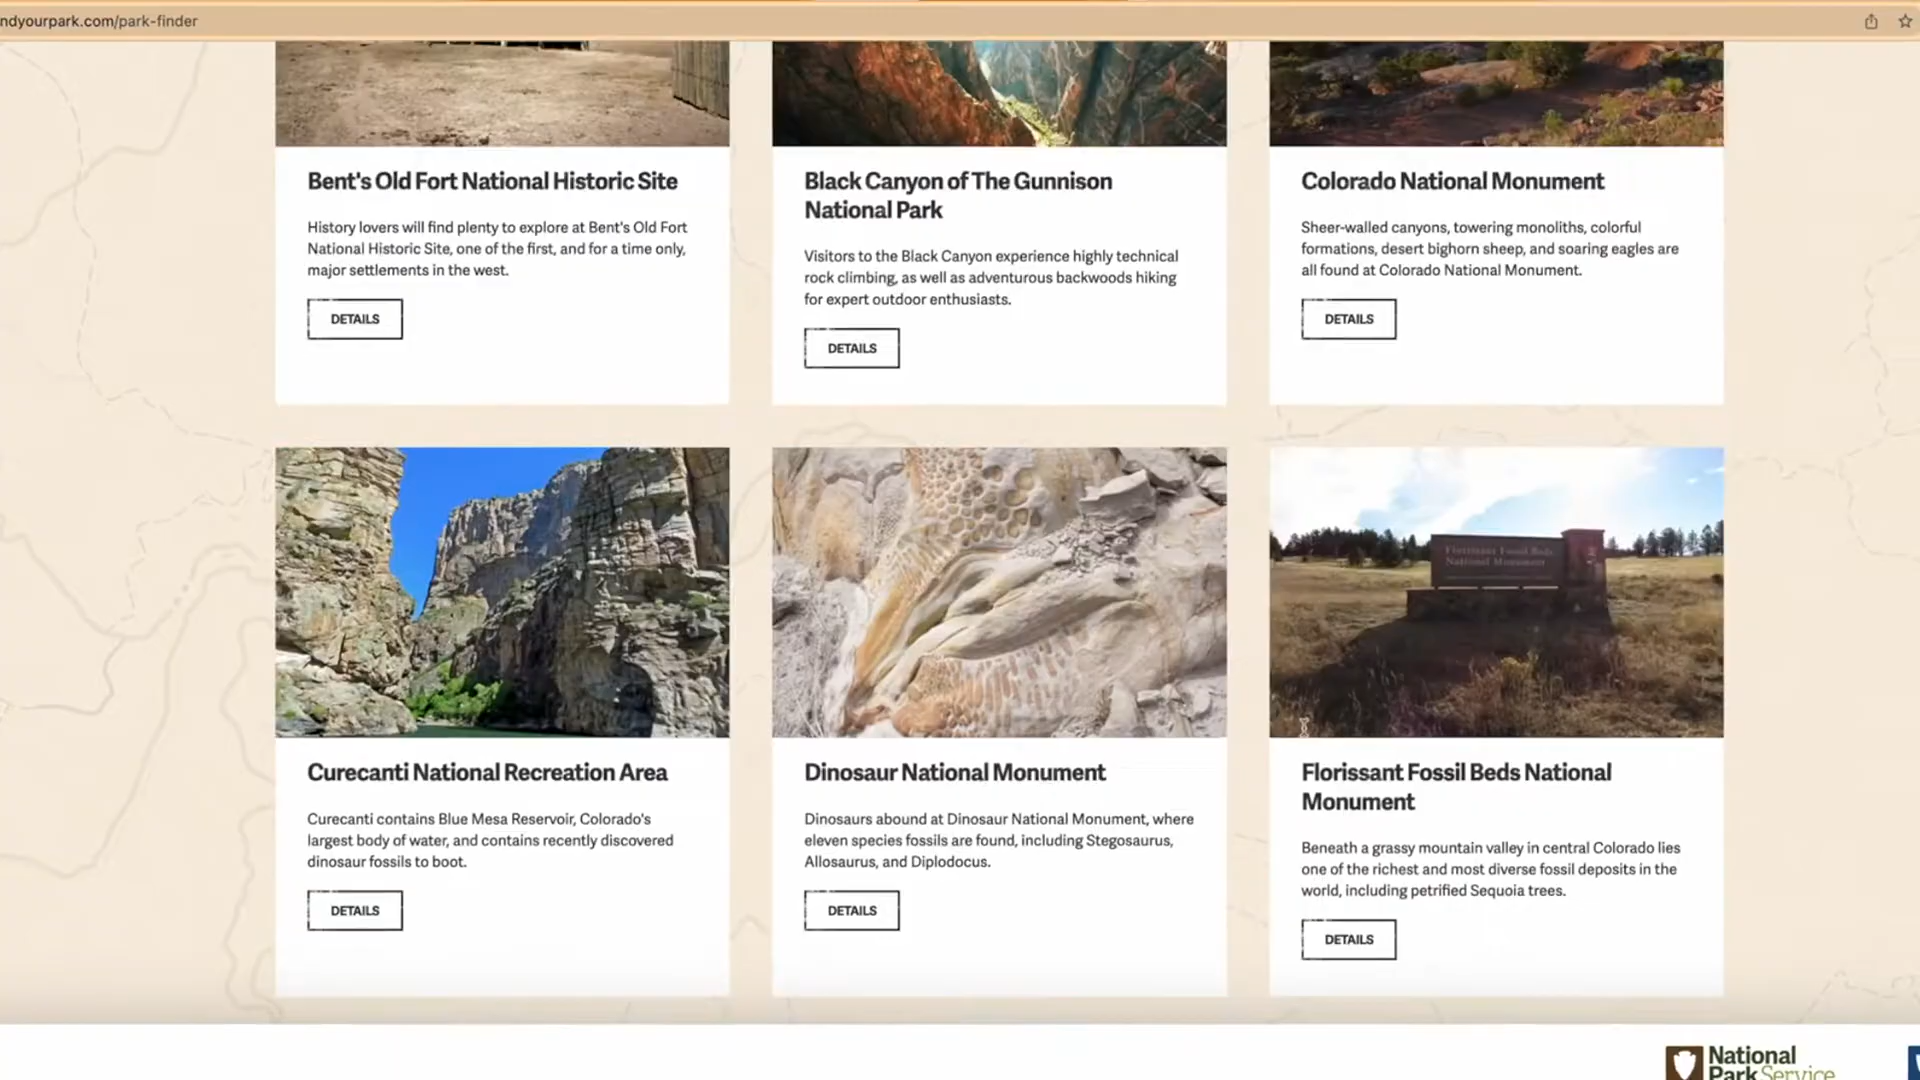 ndyourpark.com/park-finder
Bent's Old Fort National Historic Site
History lovers will find plenty to explore at Bent's Old Fort
National Historic Site, one of the first, and for a time only,
major settlements in the west.
DETAILS
Black Canyon of The Gunnison
National Park
Visitors to the Black Canyon experience highly technical
rock climbing, as well as adventurous backwoods hiking
for expert outdoor enthusiasts.
DETAILS
Colorado National Monument
Sheer-walled canyons, towering monoliths, colorful
formations, desert bighorn sheep, and soaring eagles are
all found at Colorado National Monument.
DETAILS
Florissant Fossil Beds
National Monument
Curecanti National Recreation Area
Curecanti contains Blue Mesa Reservoir, Colorado's
largest body of water, and contains recently discovered
dinosaur fossils to boot.
DETAILS
Dinosaur National Monument
Dinosaurs abound at Dinosaur National Monument, where
eleven species fossils are found, including Stegosaurus,
Allosaurus, and Diplodocus.
DETAILS
Florissant Fossil Beds National
Monument
Beneath a grassy mountain valley in central Colorado lies
one of the richest and most diverse fossil deposits in the
world, including petrified Sequoia trees.
DETAILS
National
Park Service